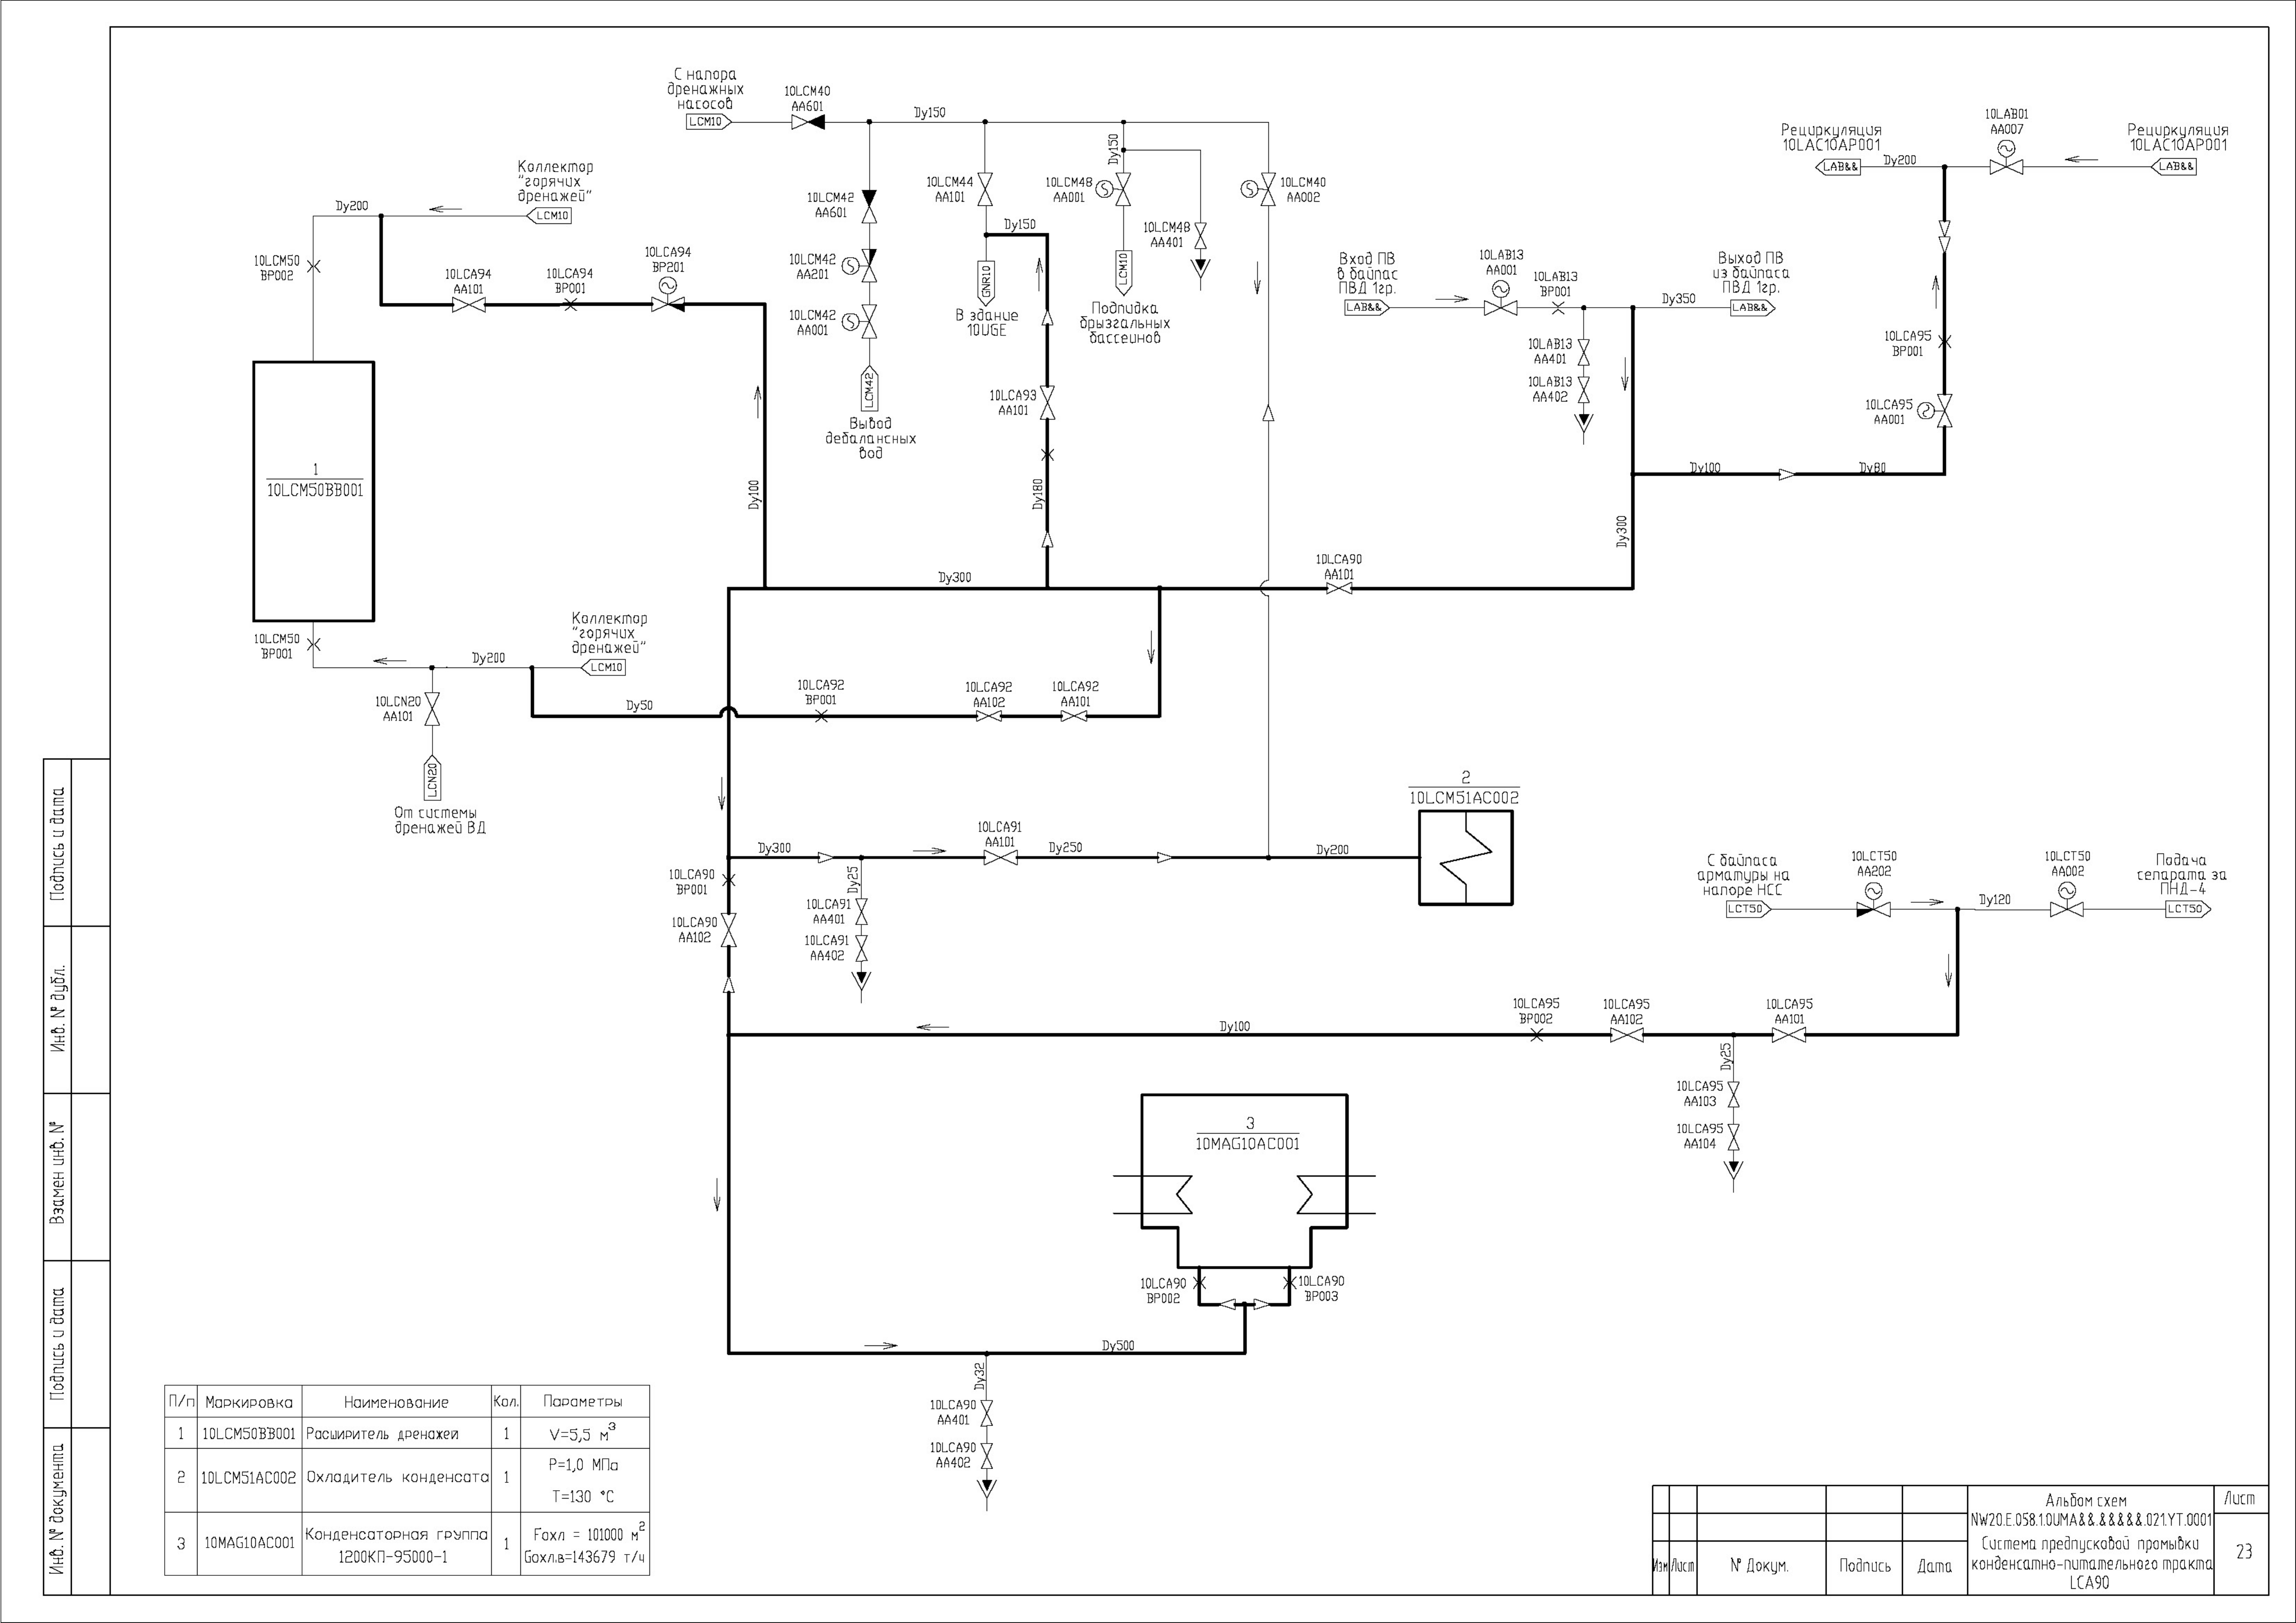 С напора
дренажных
насосов
LCM10
10LCM40
AA601
Dy150
Коллектор
"горячих
дренажей"
LCM10
Dy200
10LCM50
BP002
10LCA94
AA101
10LCA94
BP001
10LCA94
BP201
10LCM42
AA601
10LCM42
AA201
10LCM42
AA001
LCM42
Вывод
дебалансных
вод
10LCM44
AA101
Dy150
GNR10
В здание
10UGE
10LCA93
AA101
Dy180
Dy150
10LCM48
AA001
10LCM48
AA401
LCM10
Подпидка
брызгальных
бассейнов
10LCM40
AA002
Рециркуляция
10LAC10AP001
LAB&&
Dy200
10LAB01
AA007
Рециркуляция
10LAC10AP001
LAB&&
Вход ПВ
в байпас
ПВД 1гр.
LAB&&
10LAB13
AA001
10LAB13
BP001
Dy350
Выход ПВ
из байпаса
ПВД 1гр.
LAB&&
10LAB13
AA401
10LAB13
AA402
10LCA95
BP001
10LCA95
AA001
Dy100
Dy80
Dy300
1
10LCM50BB001
Dy100
Dy300
10LCA90
AA101
10LCM50
BP001
Коллектор
"горячих
дренажей"
LCM10
Dy200
10LCN20
AA101
LCN20
От системы
дренажей ВД
Dy50
10LCA92
BP001
10LCA92
AA102
10LCA92
AA101
2
10LCM51AC002
Dy300
10LCA91
AA101
Dy250
Dy200
Dy25
10LCA91
AA401
10LCA91
AA402
10LCA90
BP001
10LCA90
AA102
С байпаса
арматуры на
напоре НСС
LCT50
10LCT50
AA202
Dy120
10LCT50
AA002
Подача
сепарата за
ПНД-4
LCT50
Dy100
10LCA95
BP002
10LCA95
AA102
10LCA95
AA101
Dy25
10LCA95
AA103
10LCA95
AA104
3
10MAG10AC001
10LCA90
BP002
10LCA90
BP003
Dy500
Dy32
10LCA90
AA401
10LCA90
AA402
П/п Маркировка Наименование Кол. Параметры
1 10LCM50BB001 Расширитель дренажей 1 V=5,5 м3
2 10LCM51AC002 Охладитель конденсата 1 P=1,0 МПа
T=130 °C
3 10MAG10AC001 Конденсаторная группа
1200КП-95000-1 1 Fохл = 101000 м2
Gохл.в=143679 т/ч
Подпись и дата
Инв. № дубл.
Взамен инв. №
Подпись и дата
Инв. № документа
Изм Лист № Докум. Подпись Дата
Альбом схем
NW20.E.058.1.0UMA&&.&&&&&.021.YT.0001
Система предпусковой промывки
конденсатно-питательного тракта
LCA90
Лист
23